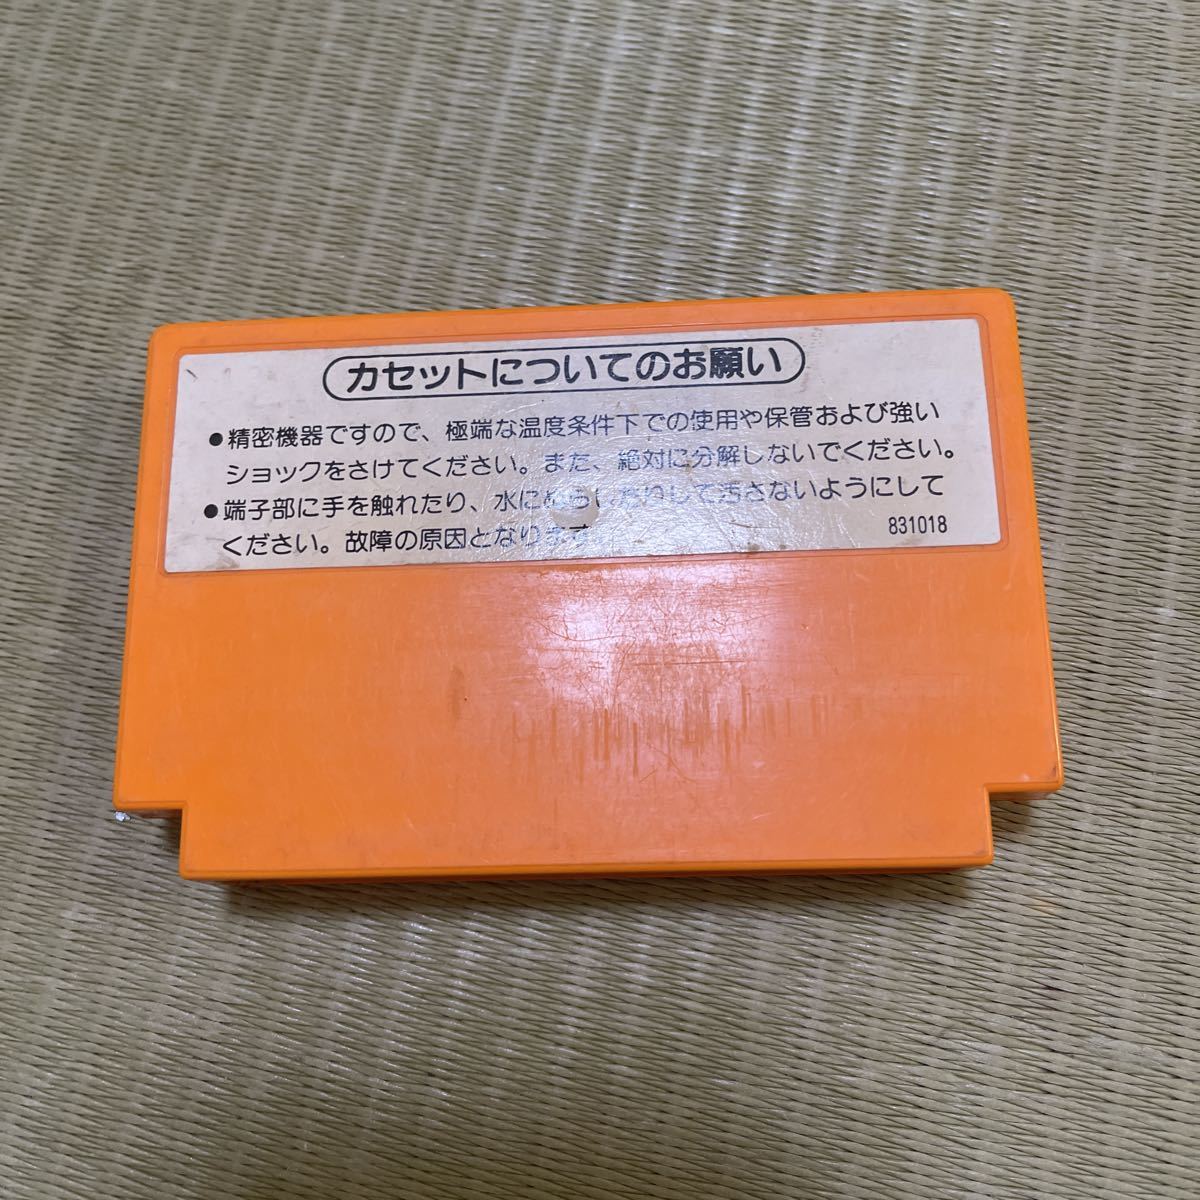 カセットについてのお願い
●精密機器ですので、極端な温度条件下での使用や保管および強い
ショックをさけてください。また、絶対に分解しないでください。
●端子部に手を触れたり、水にぬらしたりして汚さないようにして
ください。故障の原因となります。
831018